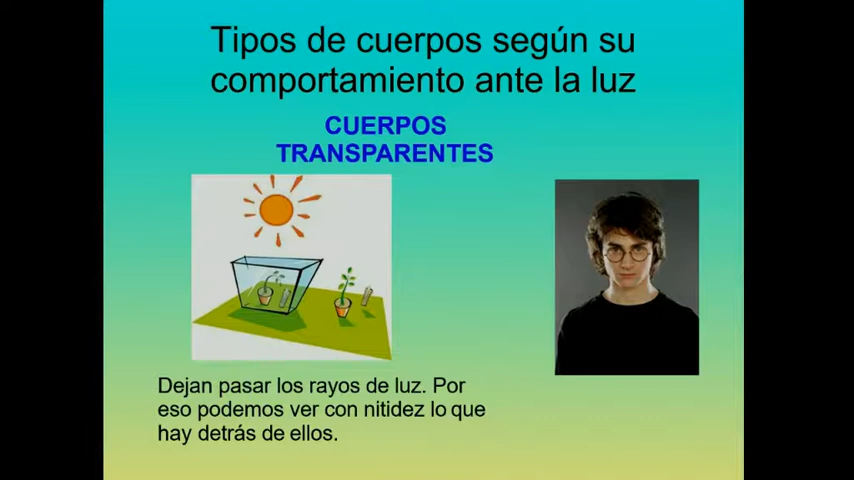 Tipos de cuerpos según su
comportamiento ante la luz
CUERPOS
TRANSPARENTES
Dejan pasar los rayos de luz. Por
eso podemos ver con nitidez lo que
hay detrás de ellos.